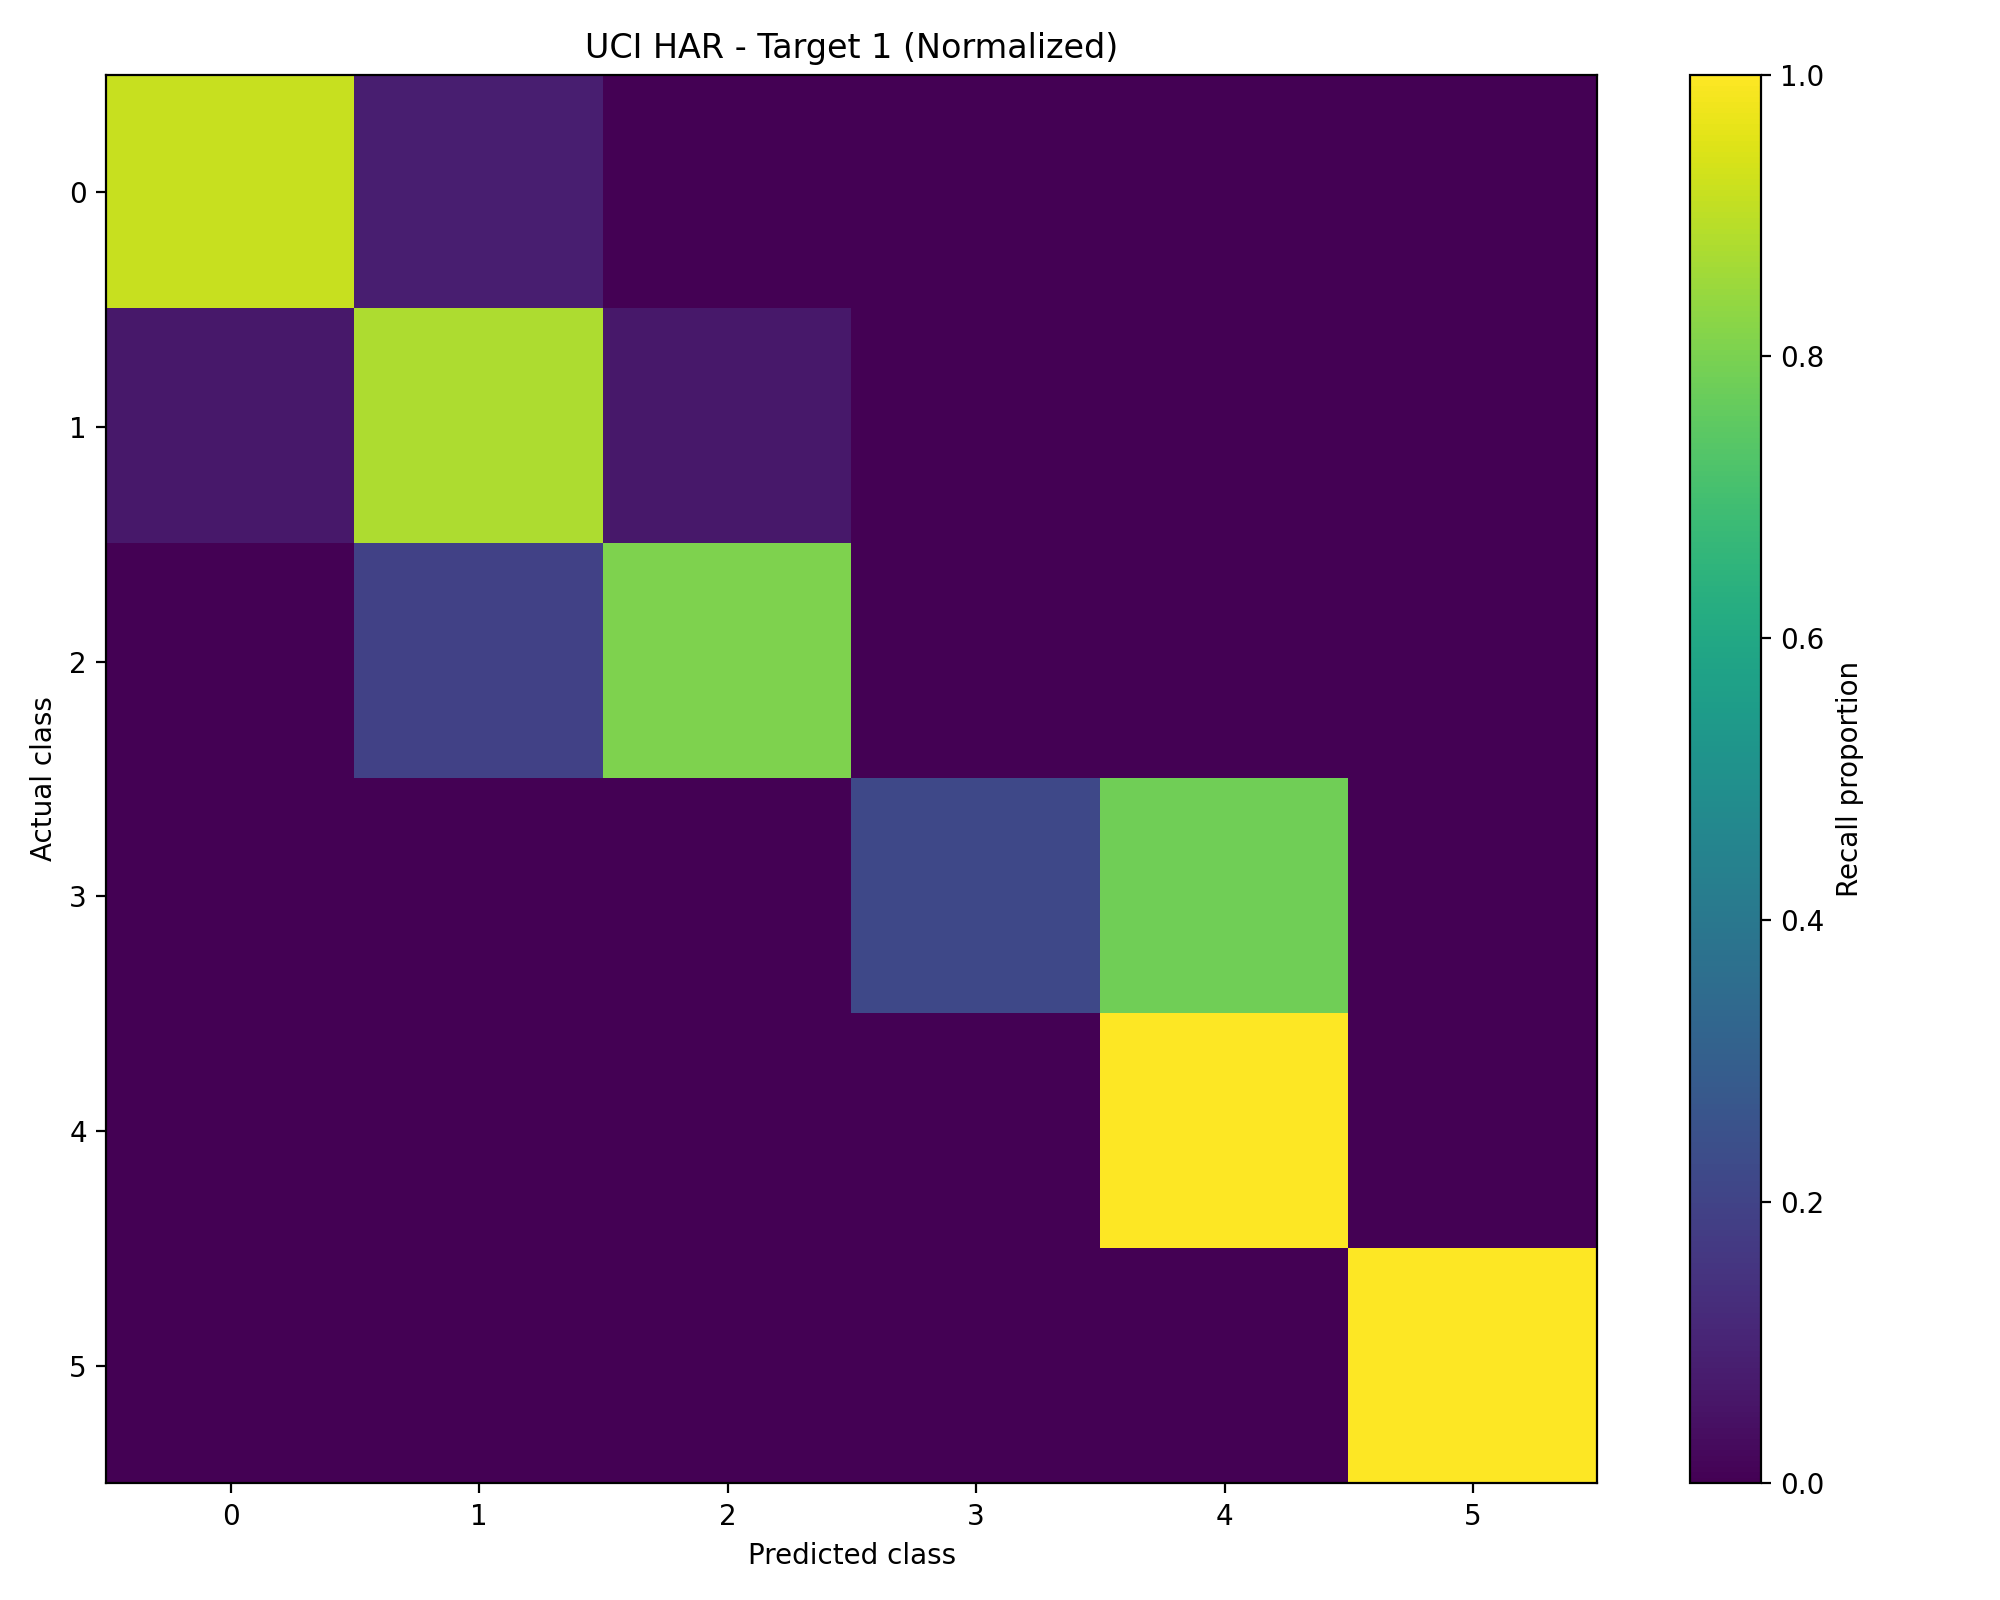 UCI HAR - Target 1 (Normalized)
Actual class
0
1
2
3
4
5
0 1 2 3 4 5
Predicted class
1.0
0.8
0.6
0.4
0.2
0.0
Recall proportion